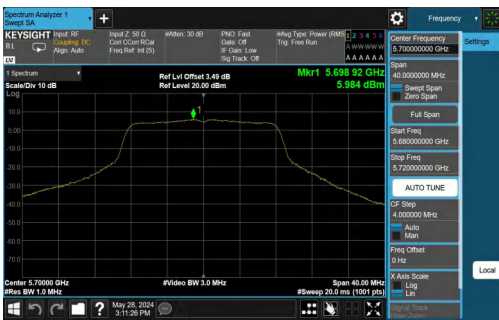 Spectrum Analyzer 1
Swept SA
Frequency
KEYSIGHT
RL
Input: RF
Coupling: DC
Align: Auto
Input Z: 50 Ω
Corr CCorr RCal
Freq Ref: Int (S)
#Atten: 30 dB
PNO: Fast
Gate: Off
IF Gain: Low
Sig Track: Off
#Avg Type: Power (RMS
Trig: Free Run
1 2 3 4 5 6
A W W W W W
A A A A A A
LXI
1 Spectrum
Scale/Div 10 dB
Log
Ref Lvl Offset 3.49 dB
Ref Level 20.00 dBm
Mkr1 5.698 92 GHz
5.984 dBm
1
10.0
0.00
-10.0
-20.0
-30.0
-40.0
-50.0
-60.0
-70.0
Center 5.70000 GHz
#Res BW 1.0 MHz
#Video BW 3.0 MHz
Span 40.00 MHz
#Sweep 20.0 ms (1001 pts)
May 28, 2024
3:11:26 PM
Center Frequency
5.700000000 GHz
Span
40.0000000 MHz
Swept Span
Zero Span
Full Span
Start Freq
5.680000000 GHz
Stop Freq
5.720000000 GHz
AUTO TUNE
CF Step
4.000000 MHz
Auto
Man
Freq Offset
0 Hz
X Axis Scale
Log
Lin
Signal Track
Settings
Local